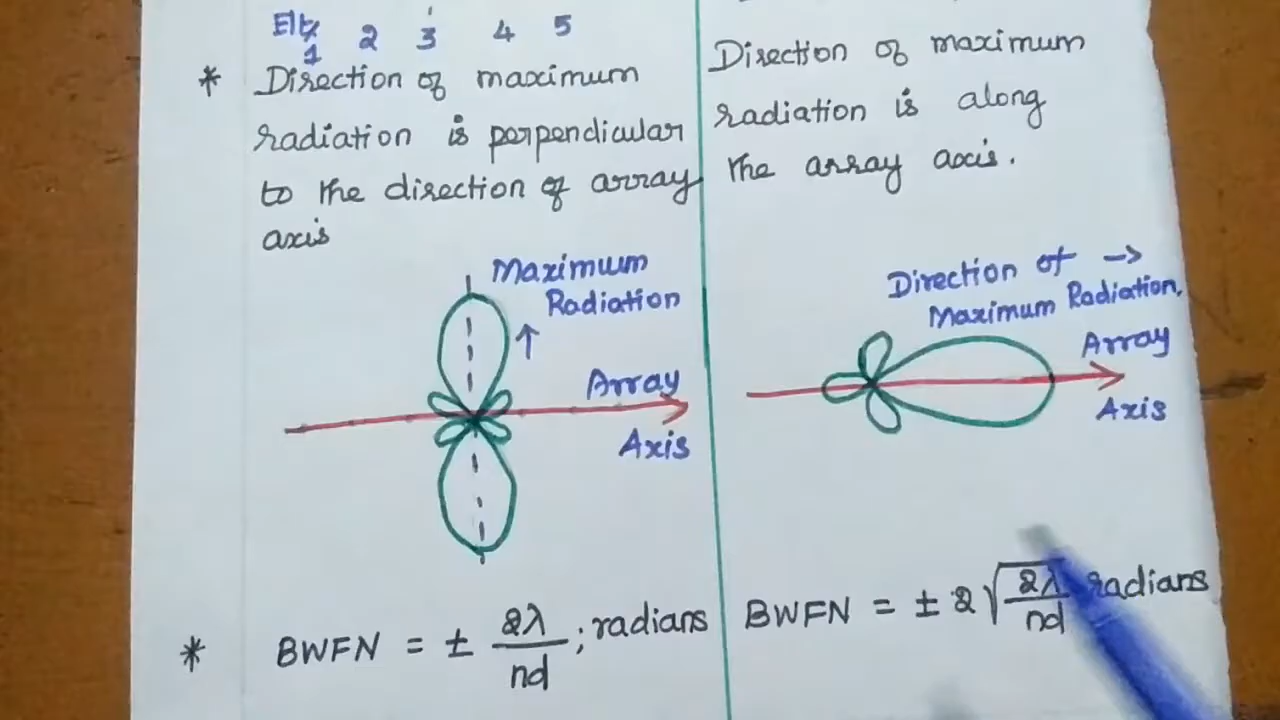 Elt
1 2 3 4 5
* Direction of maximum
radiation is perpendicular
to the direction of array
axis
Maximum
Radiation ↑
Array
Axis
* BWFN = ± 2λ/nd ; radians
Direction of maximum
radiation is along
the array axis.
Direction of →
Maximum Radiation,
Array
Axis
BWFN = ± 2 √(2λ/nd) radians